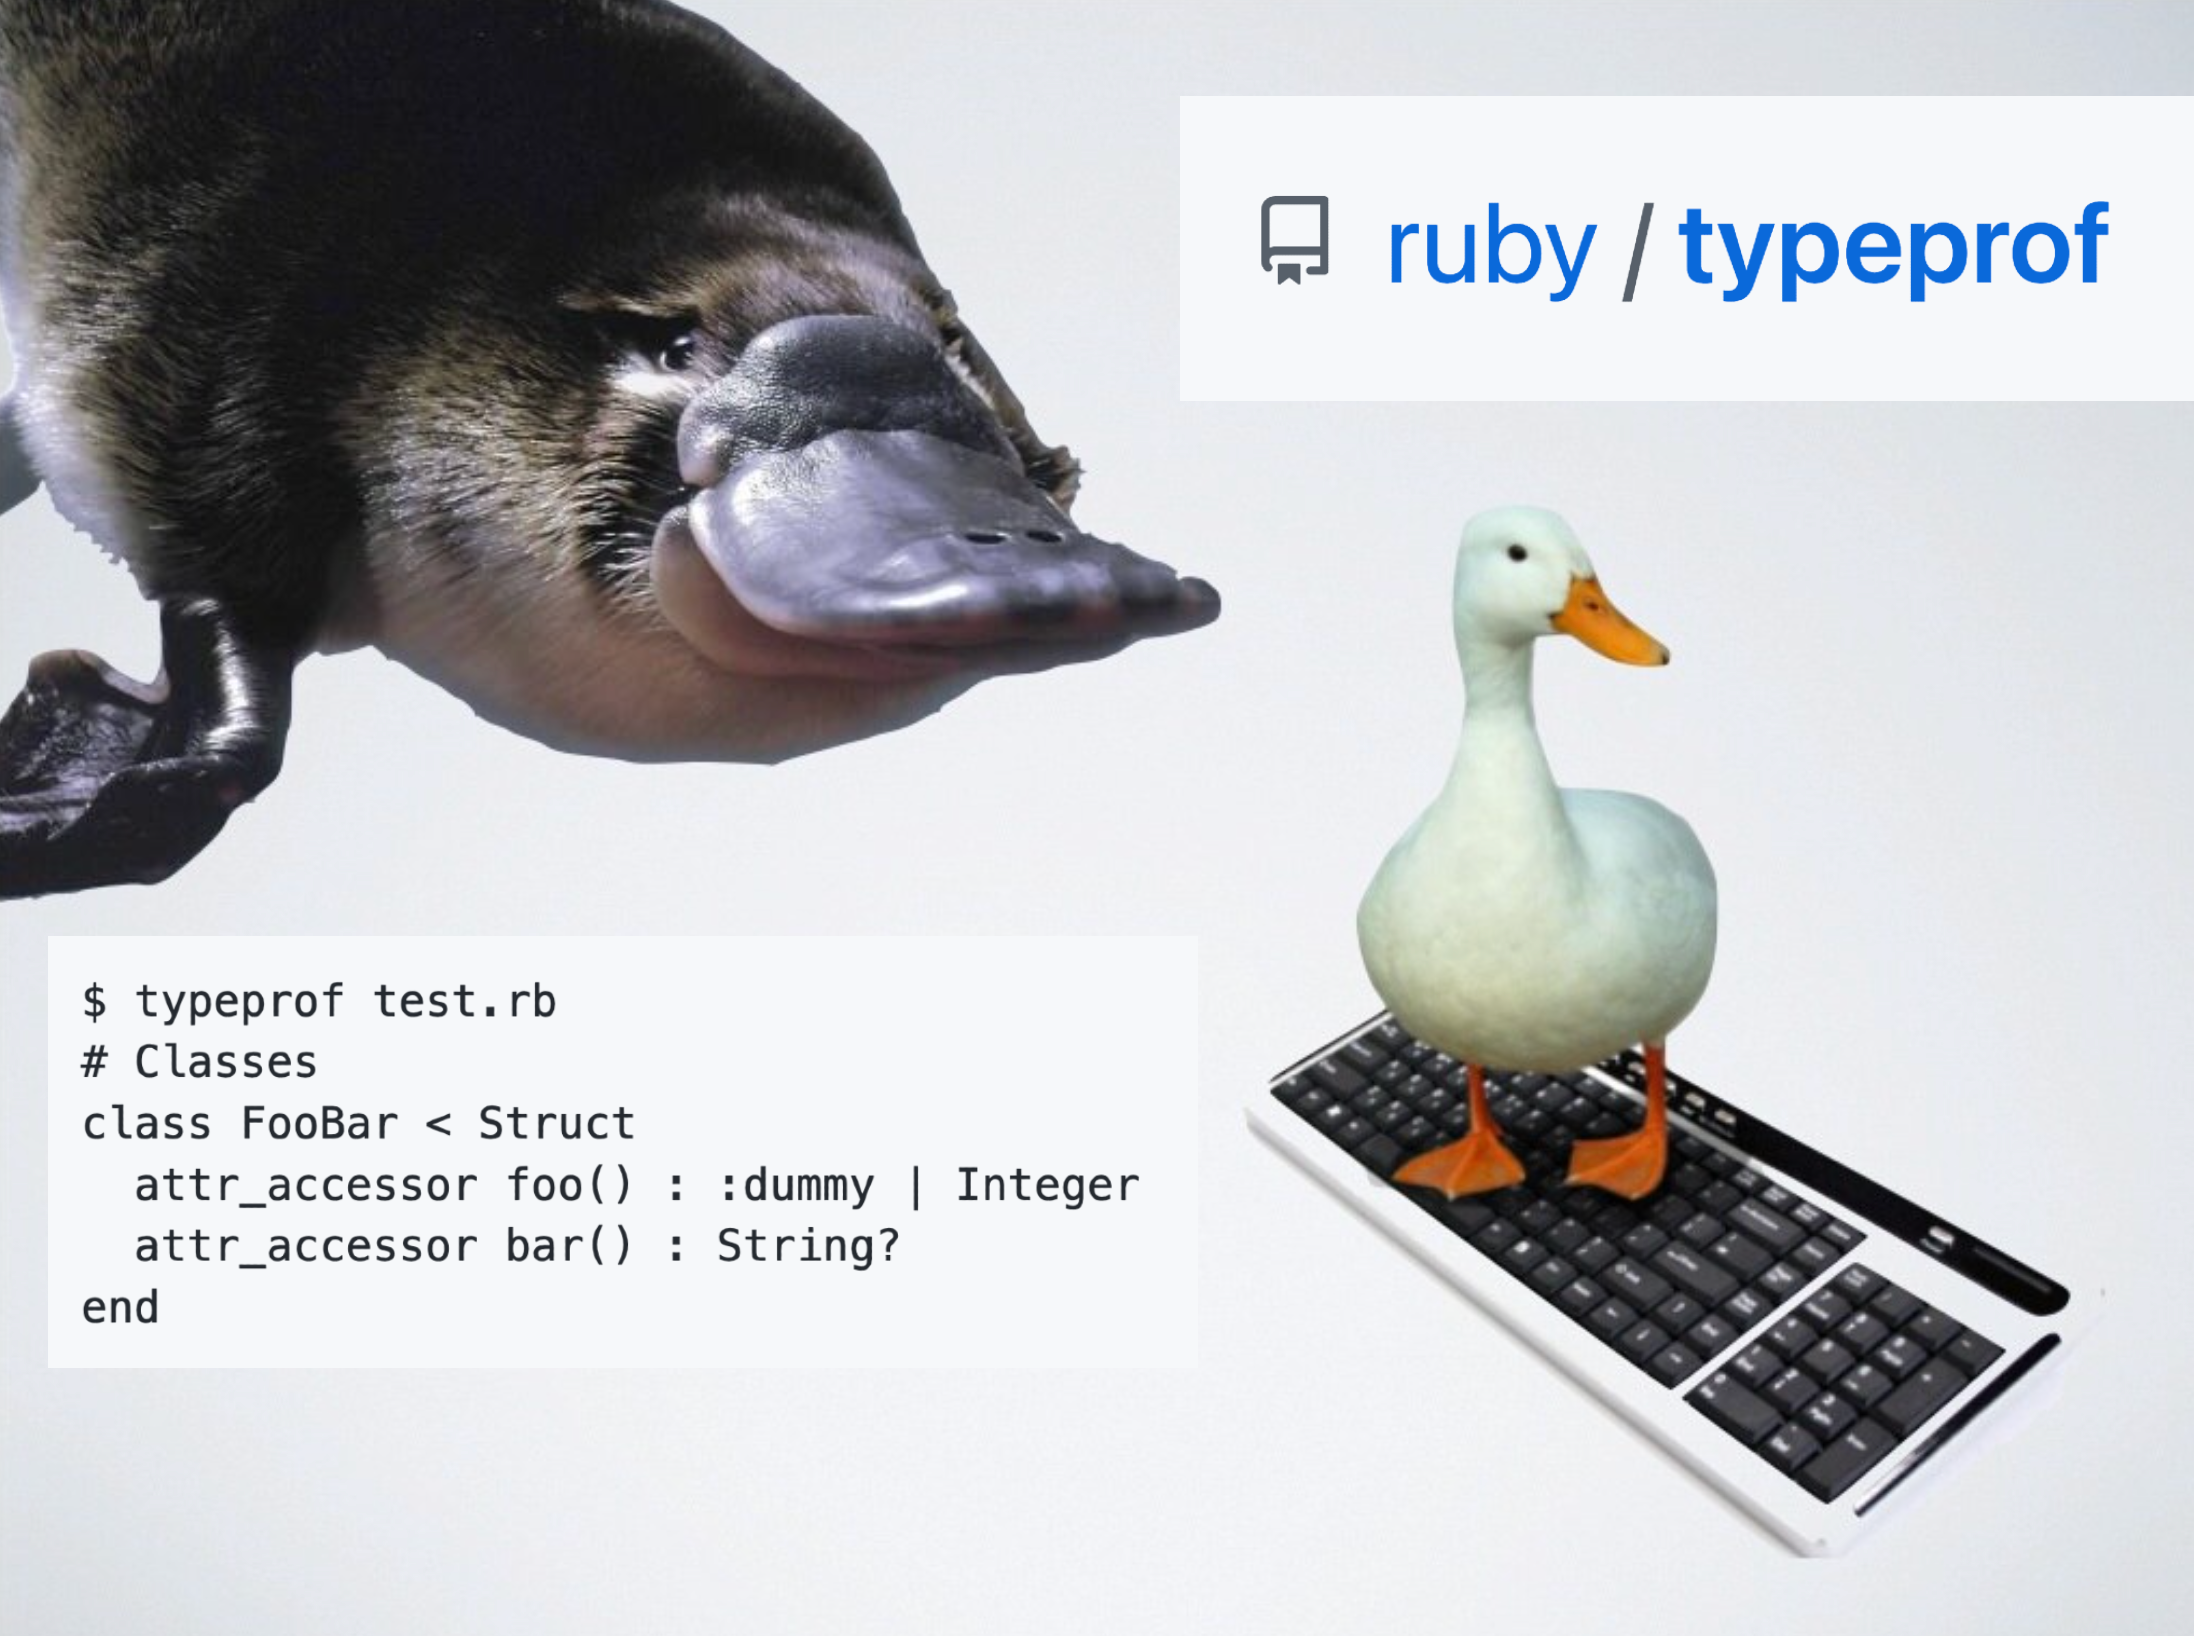 ruby / typeprof
$ typeprof test.rb
# Classes
class FooBar < Struct
  attr_accessor foo() : :dummy | Integer
  attr_accessor bar() : String?
end